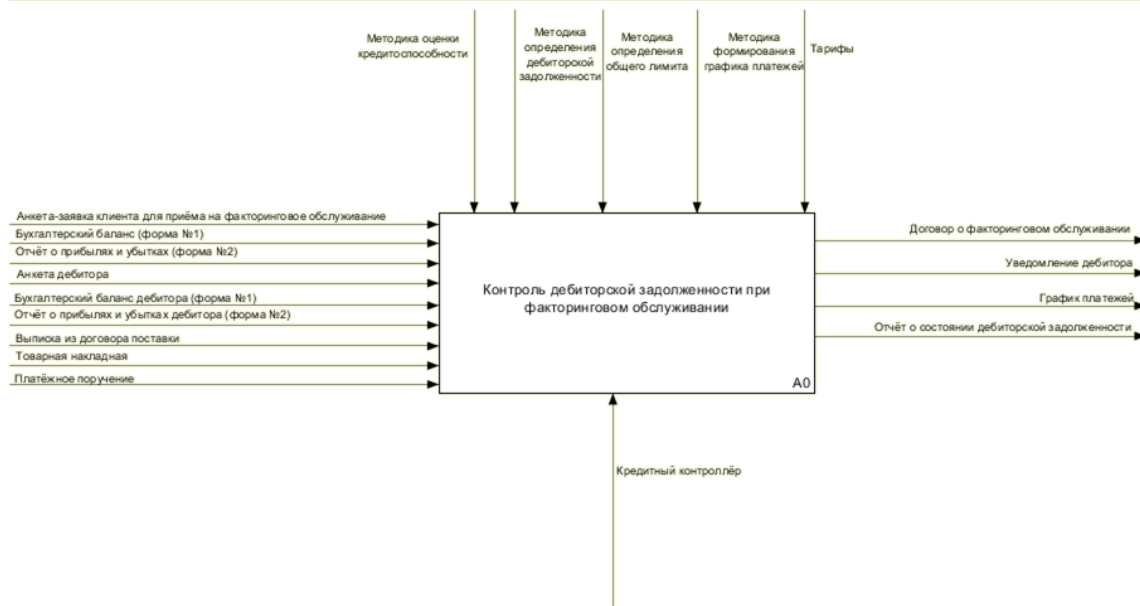 Методика оценки
кредитоспособности
Методика
определения
дебиторской
задолженности
Методика
определения
общего лимита
Методика
формирования
графика платежей
Тарифы
Анкета-заявка клиента для приёма на факторинговое обслуживание
Бухгалтерский баланс (форма №1)
Отчёт о прибылях и убытках (форма №2)
Анкета дебитора
Бухгалтерский баланс дебитора (форма №1)
Отчёт о прибылях и убытках дебитора (форма №2)
Выписка из договора поставки
Товарная накладная
Платёжное поручение
Контроль дебиторской задолженности при
факторинговом обслуживании
A0
Договор о факторинговом обслуживании
Уведомление дебитора
График платежей
Отчёт о состоянии дебиторской задолженности
Кредитный контроллёр